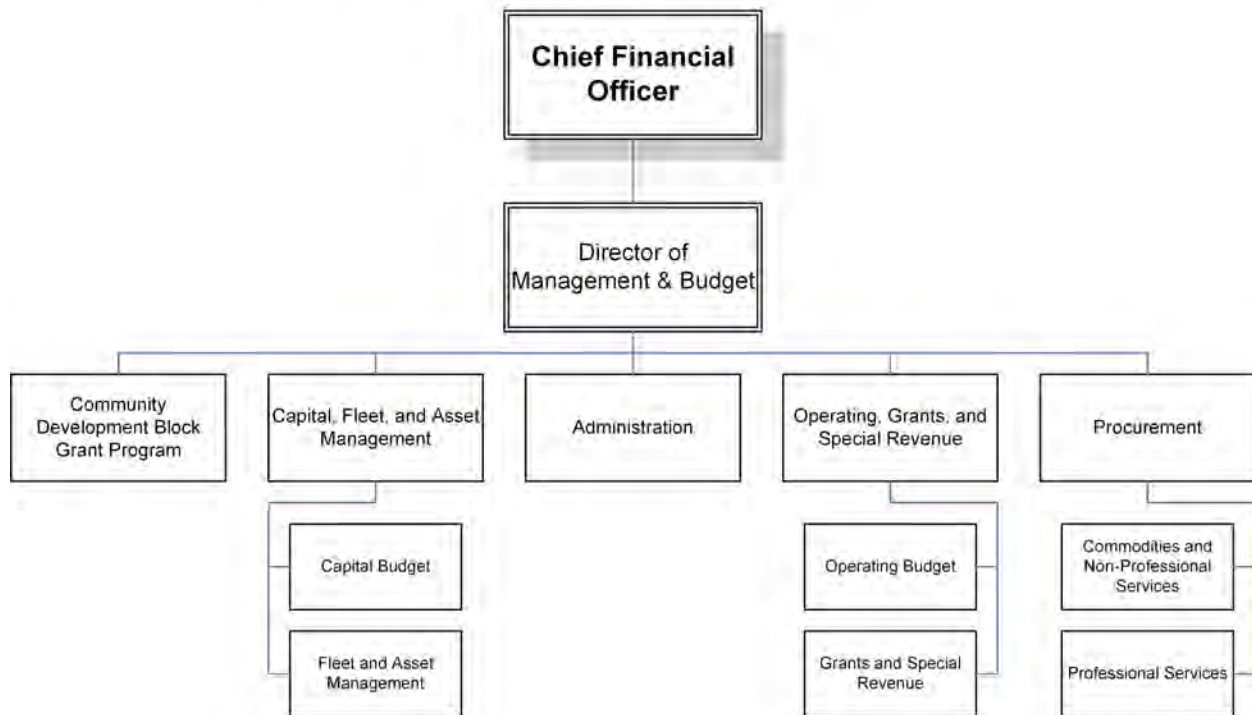 Chief Financial
Officer
Director of
Management & Budget
Community
Development Block
Grant Program
Capital, Fleet, and Asset
Management
Administration
Operating, Grants, and
Special Revenue
Procurement
Capital Budget
Operating Budget
Commodities and
Non-Professional
Services
Fleet and Asset
Management
Grants and Special
Revenue
Professional Services